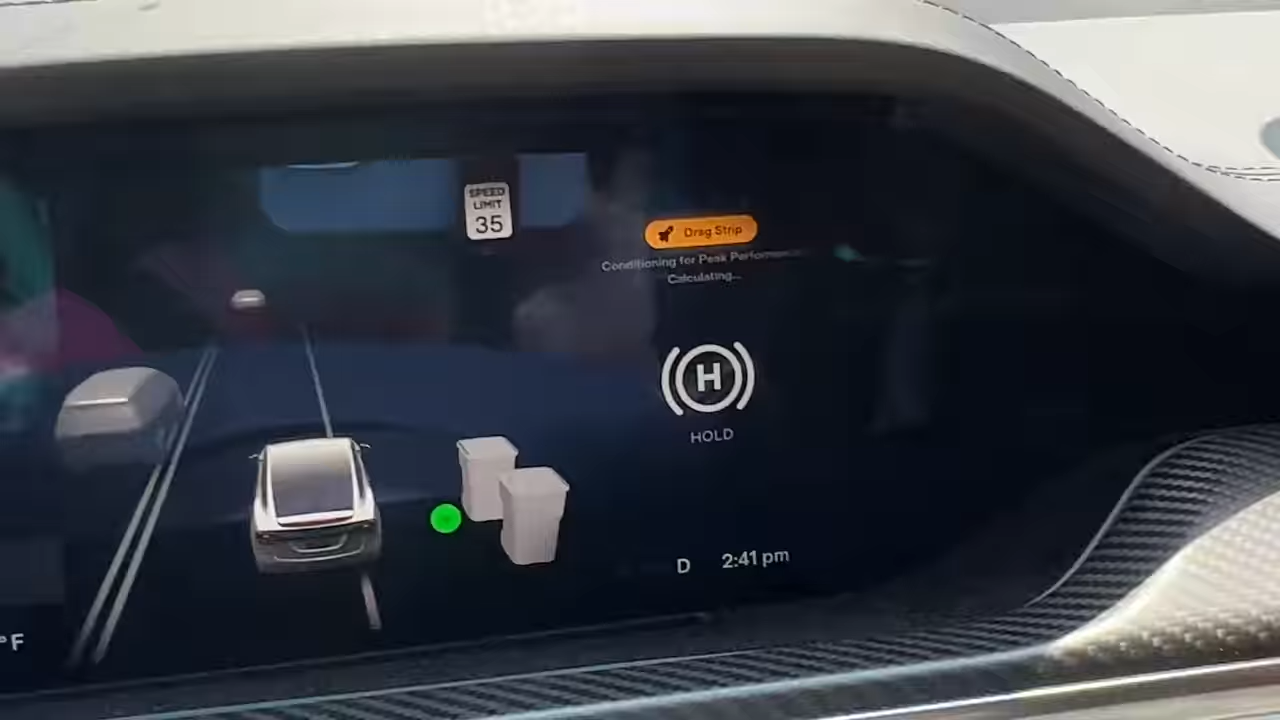 SPEED
LIMIT
35
Drag Strip
Conditioning for Peak Performance
Calculating...
H
HOLD
D 2:41 pm
°F